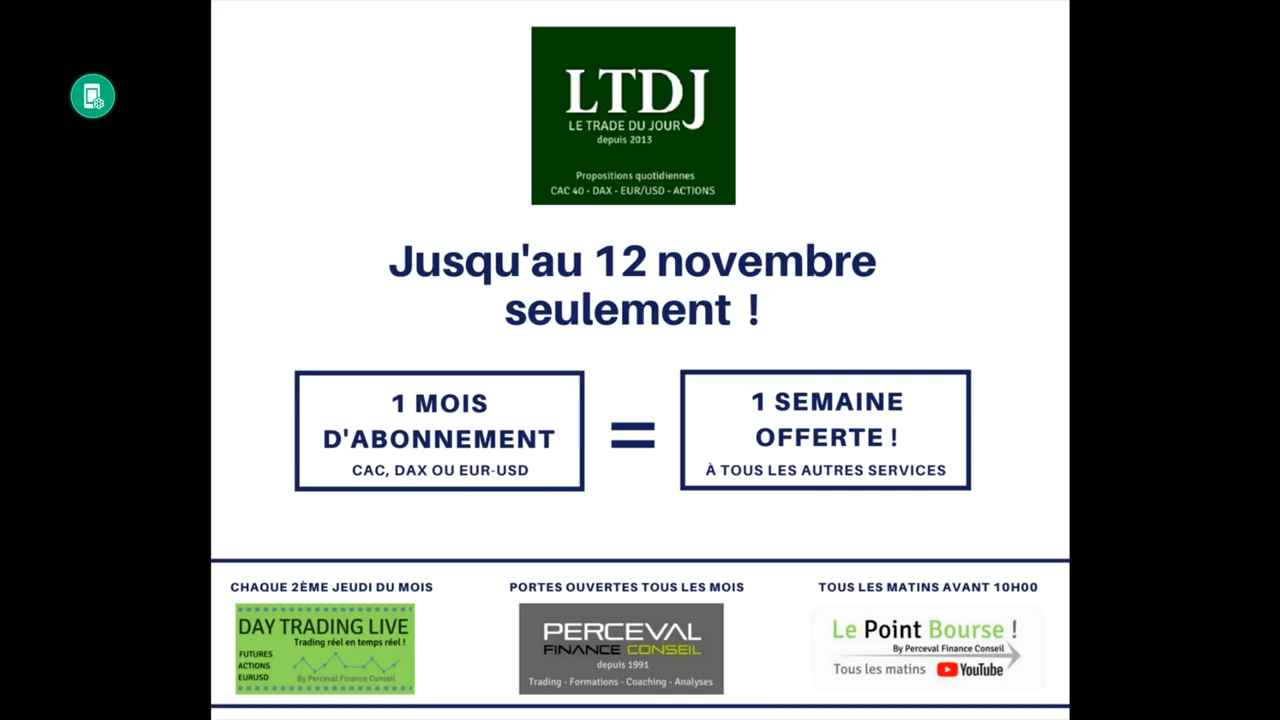 LTDJ
LE TRADE DU JOUR
depuis 2013
Propositions quotidiennes
CAC 40 - DAX - EUR/USD - ACTIONS
Jusqu'au 12 novembre
seulement !
1 MOIS
D'ABONNEMENT
CAC, DAX OU EUR-USD
=
1 SEMAINE
OFFERTE !
À TOUS LES AUTRES SERVICES
CHAQUE 2ÈME JEUDI DU MOIS
DAY TRADING LIVE
Trading réel en temps réel !
FUTURES
ACTIONS
EURUSD
By Perceval Finance Conseil
PORTES OUVERTES TOUS LES MOIS
PERCEVAL
FINANCE CONSEIL
depuis 1991
Trading - Formations - Coaching - Analyses
TOUS LES MATINS AVANT 10H00
Le Point Bourse !
By Perceval Finance Conseil
Tous les matins YouTube